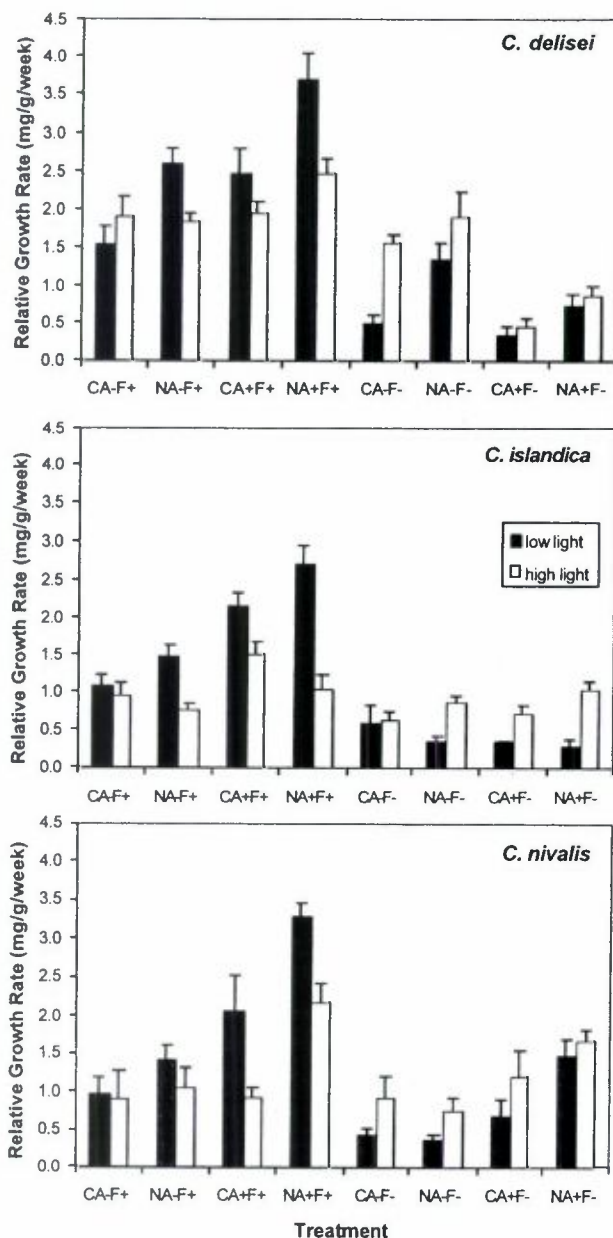 C. delisei
Relative Growth Rate (mg/g/week)
4.5
4.0
3.5
3.0
2.5
2.0
1.5
1.0
0.5
0.0
CA-F+ NA-F+ CA+F+ NA+F+ CA-F- NA-F- CA+F- NA+F-
C. islandica
Relative Growth Rate (mg/g/week)
4.5
4.0
3.5
3.0
2.5
2.0
1.5
1.0
0.5
0.0
low light
high light
CA-F+ NA-F+ CA+F+ NA+F+ CA-F- NA-F- CA+F- NA+F-
C. nivalis
Relative Growth Rate (mg/g/week)
4.5
4.0
3.5
3.0
2.5
2.0
1.5
1.0
0.5
0.0
CA-F+ NA-F+ CA+F+ NA+F+ CA-F- NA-F- CA+F- NA+F-
Treatment